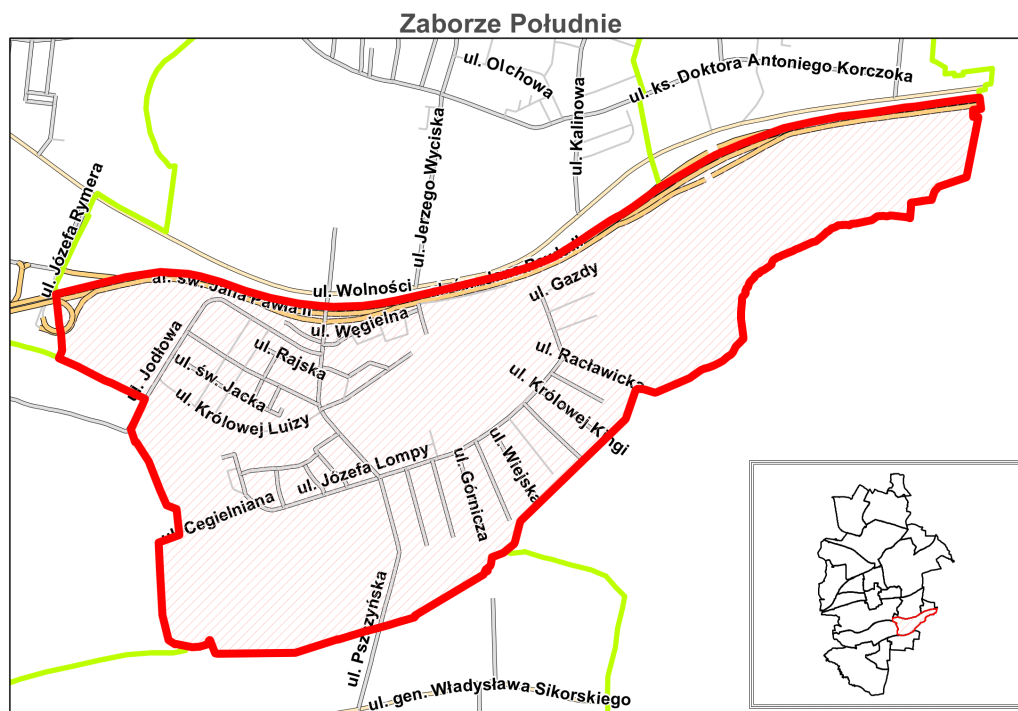 Zaborze Południe
ul. Olchowa
ul. ks. Doktora Antoniego Korczoka
ul. Kalinowa
ul. Jerzego Wyciska
ul. Józefa Rymera
ul. Wolności
al. św. Jana Pawła II
ul. Gazdy
ul. Węgielna
ul. Rajska
ul. Jodłowa
ul. św. Jacka
ul. Racławicka
ul. Królowej Kingi
ul. Królowej Luizy
ul. Józefa Lompy
ul. Wiejska
ul. Górnicza
ul. Cegielniana
ul. Pszczyńska
ul. gen. Władysława Sikorskiego